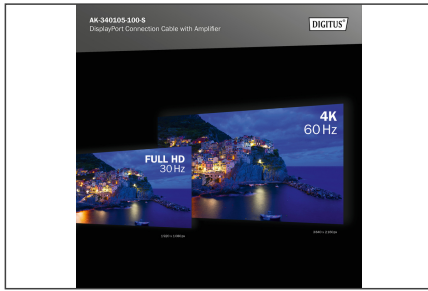 AK-340105-100-S
DisplayPort Connection Cable with Amplifier
DIGITUS®
4K
60 Hz
FULL HD
30 Hz